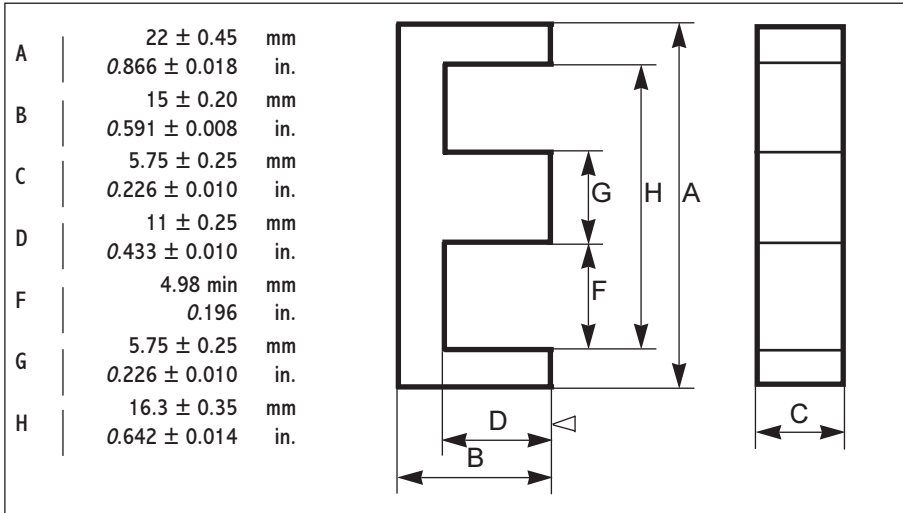 A 22 ± 0.45 mm
0.866 ± 0.018 in.
B 15 ± 0.20 mm
0.591 ± 0.008 in.
C 5.75 ± 0.25 mm
0.226 ± 0.010 in.
D 11 ± 0.25 mm
0.433 ± 0.010 in.
F 4.98 min mm
0.196 in.
G 5.75 ± 0.25 mm
0.226 ± 0.010 in.
H 16.3 ± 0.35 mm
0.642 ± 0.014 in.
G
H
A
F
D
B
C